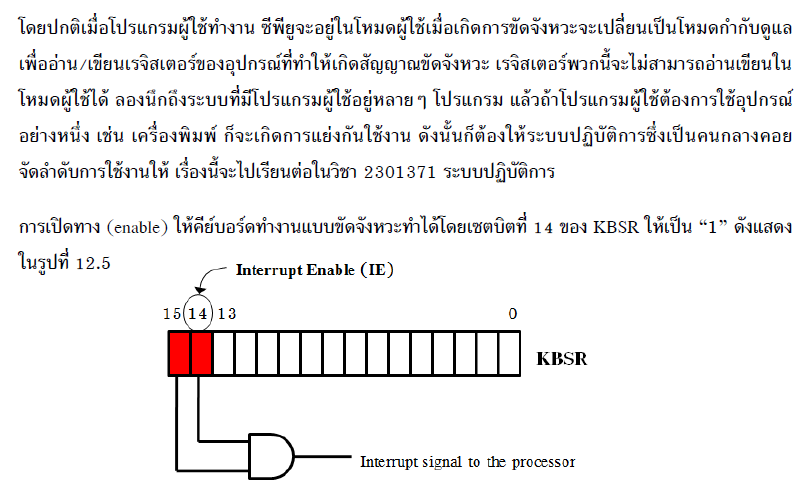 โดยปกติเมื่อโปรแกรมผู้ใช้ทำงาน ซีพียูจะอยู่ในโหมดผู้ใช้เมื่อเกิดการขัดจังหวะจะเปลี่ยนเป็นโหมดกำกับดูแล
เพื่ออ่าน/เขียนเรจิสเตอร์ของอุปกรณ์ที่ทำให้เกิดสัญญาณขัดจังหวะ เรจิสเตอร์พวกนี้จะไม่สามารถอ่านเขียนใน
โหมดผู้ใช้ได้ ลองนึกถึงระบบที่มีโปรแกรมผู้ใช้อยู่หลายๆ โปรแกรม แล้วถ้าโปรแกรมผู้ใช้ต้องการใช้อุปกรณ์
อย่างหนึ่ง เช่น เครื่องพิมพ์ ก็จะเกิดการแย่งกันใช้งาน ดังนั้นก็ต้องให้ระบบปฏิบัติการซึ่งเป็นคนกลางคอย
จัดลำดับการใช้งานให้ เรื่องนี้จะไปเรียนต่อในวิชา 2301371 ระบบปฏิบัติการ
การเปิดทาง (enable) ให้คีย์บอร์ดทำงานแบบขัดจังหวะทำได้โดยเซตบิตที่ 14 ของ KBSR ให้เป็น “1” ดังแสดง
ในรูปที่ 12.5
Interrupt Enable (IE)
15 14 13 0
KBSR
Interrupt signal to the processor